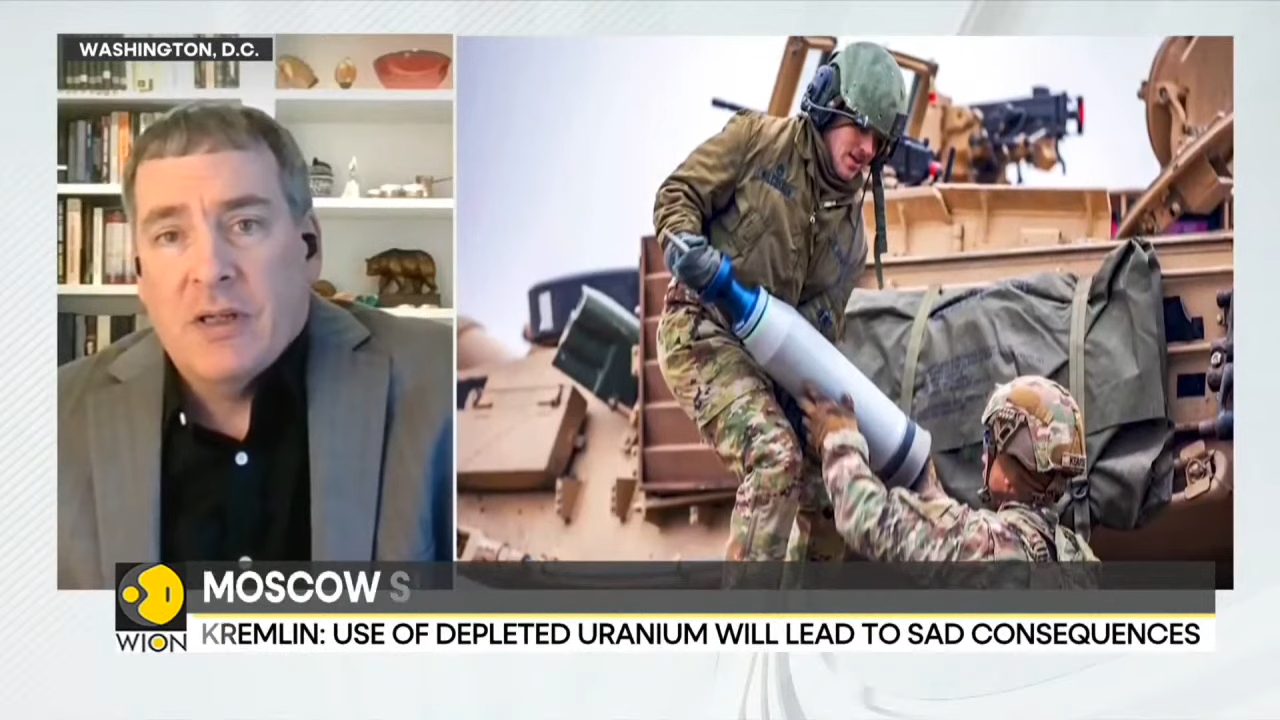 WASHINGTON, D.C.
MOSCOW S
WION
KREMLIN: USE OF DEPLETED URANIUM WILL LEAD TO SAD CONSEQUENCES